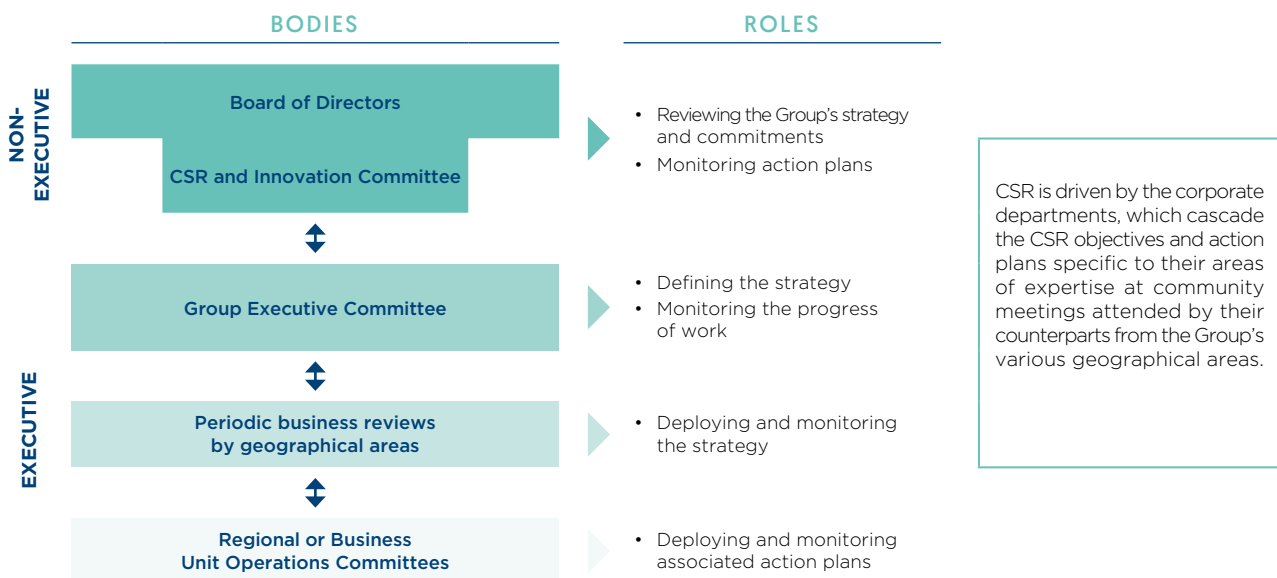 BODIES
ROLES
NON-
EXECUTIVE
Board of Directors
CSR and Innovation Committee
• Reviewing the Group's strategy
and commitments
• Monitoring action plans
EXECUTIVE
Group Executive Committee
• Defining the strategy
• Monitoring the progress
of work
Periodic business reviews
by geographical areas
• Deploying and monitoring
the strategy
Regional or Business
Unit Operations Committees
• Deploying and monitoring
associated action plans
CSR is driven by the corporate
departments, which cascade
the CSR objectives and action
plans specific to their areas
of expertise at community
meetings attended by their
counterparts from the Group's
various geographical areas.